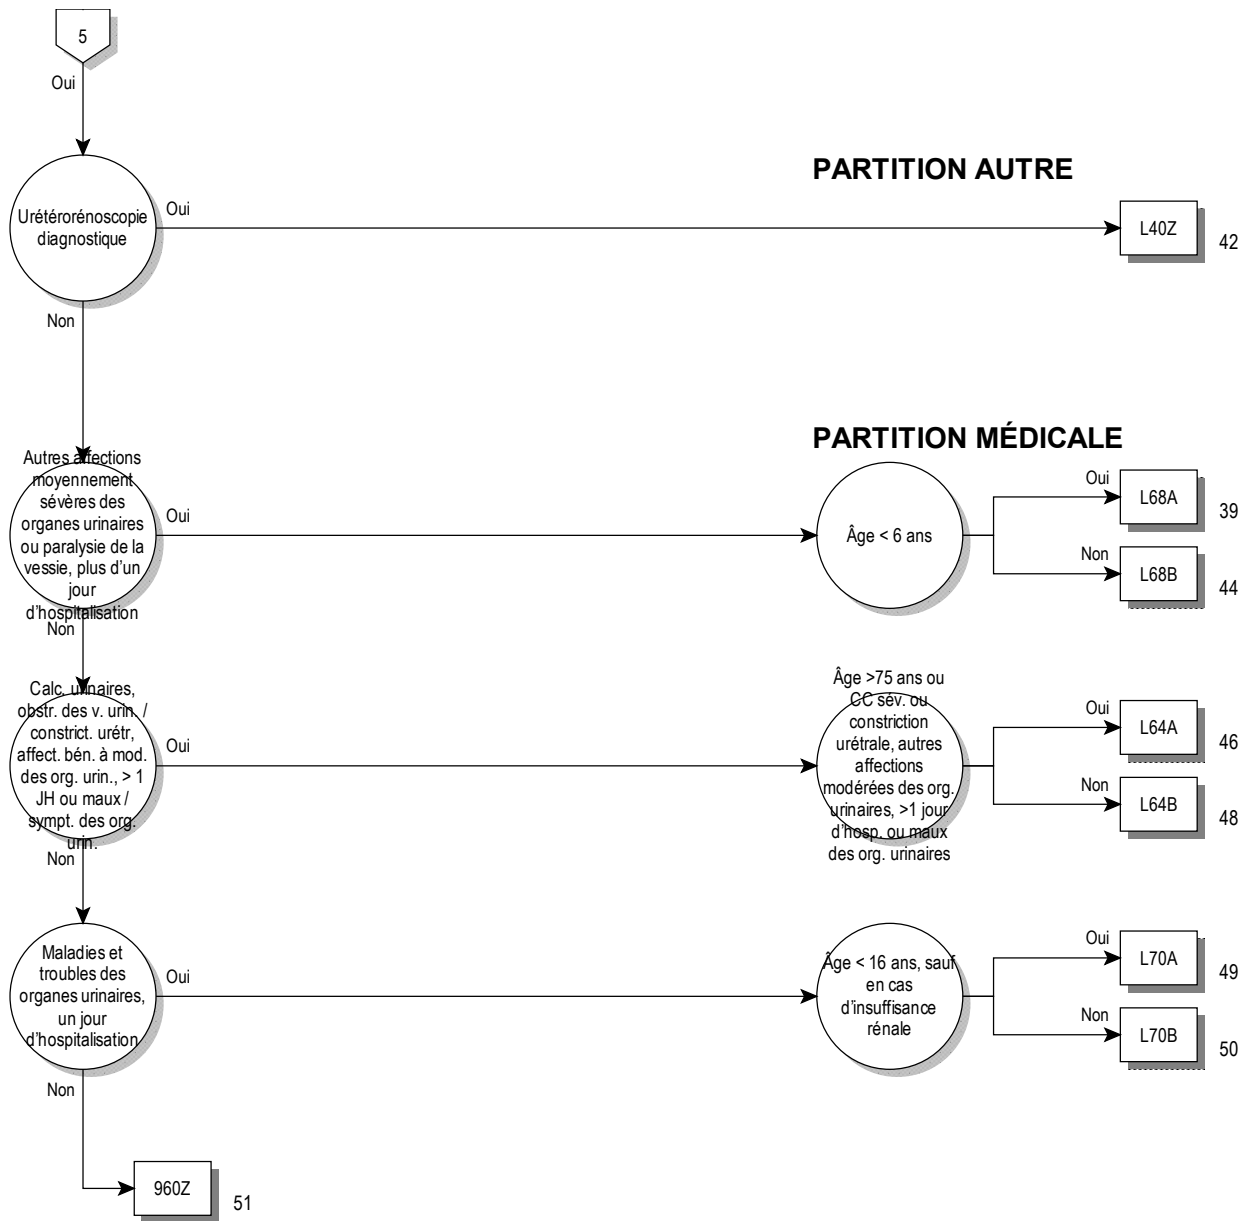 5
Oui
PARTITION AUTRE
Urétérorénoscopie
diagnostique
Oui
L40Z
42
Non
PARTITION MÉDICALE
Autres affections
moyennement
sévères des
organes urinaires
ou paralysie de la
vessie, plus d'un
jour
d'hospitalisation
Oui
Âge < 6 ans
Oui
L68A
39
Non
L68B
44
Non
Calc. urinaires,
obstr. des v. urin. /
constrict. urétr,
affect. bén. à mod.
des org. urin., > 1
JH ou maux /
sympt. des org.
urin.
Oui
Âge >75 ans ou
CC sév. ou
constriction
urétrale, autres
affections
modérées des org.
urinaires, >1 jour
d'hosp. ou maux
des org. urinaires
Oui
L64A
46
Non
L64B
48
Non
Maladies et
troubles des
organes urinaires,
un jour
d'hospitalisation
Oui
Âge < 16 ans, sauf
en cas
d'insuffisance
rénale
Oui
L70A
49
Non
L70B
50
Non
960Z
51